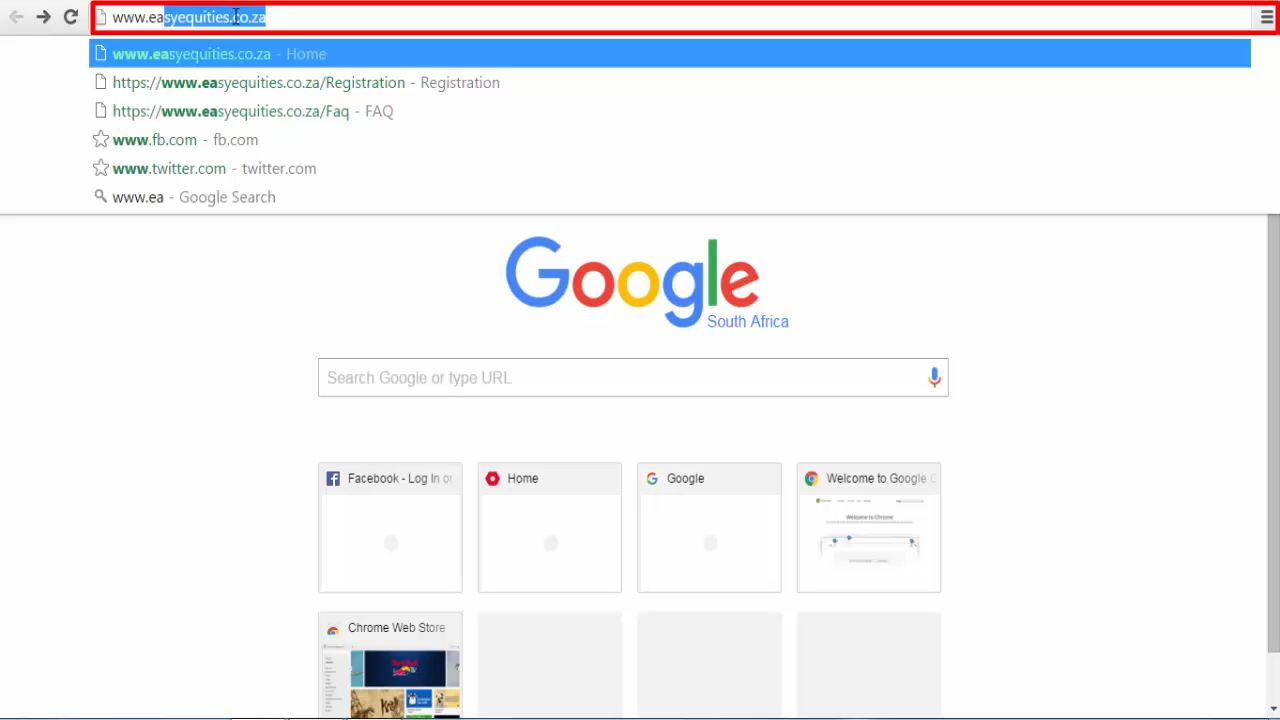 www.easyequities.co.za
www.easyequities.co.za - Home
https://www.easyequities.co.za/Registration - Registration
https://www.easyequities.co.za/Faq - FAQ
www.fb.com - fb.com
www.twitter.com - twitter.com
www.ea - Google Search
Google
South Africa
Search Google or type URL
Facebook - Log In or
Home
Google
Welcome to Google C
Welcome to Chrome
Chrome Web Store